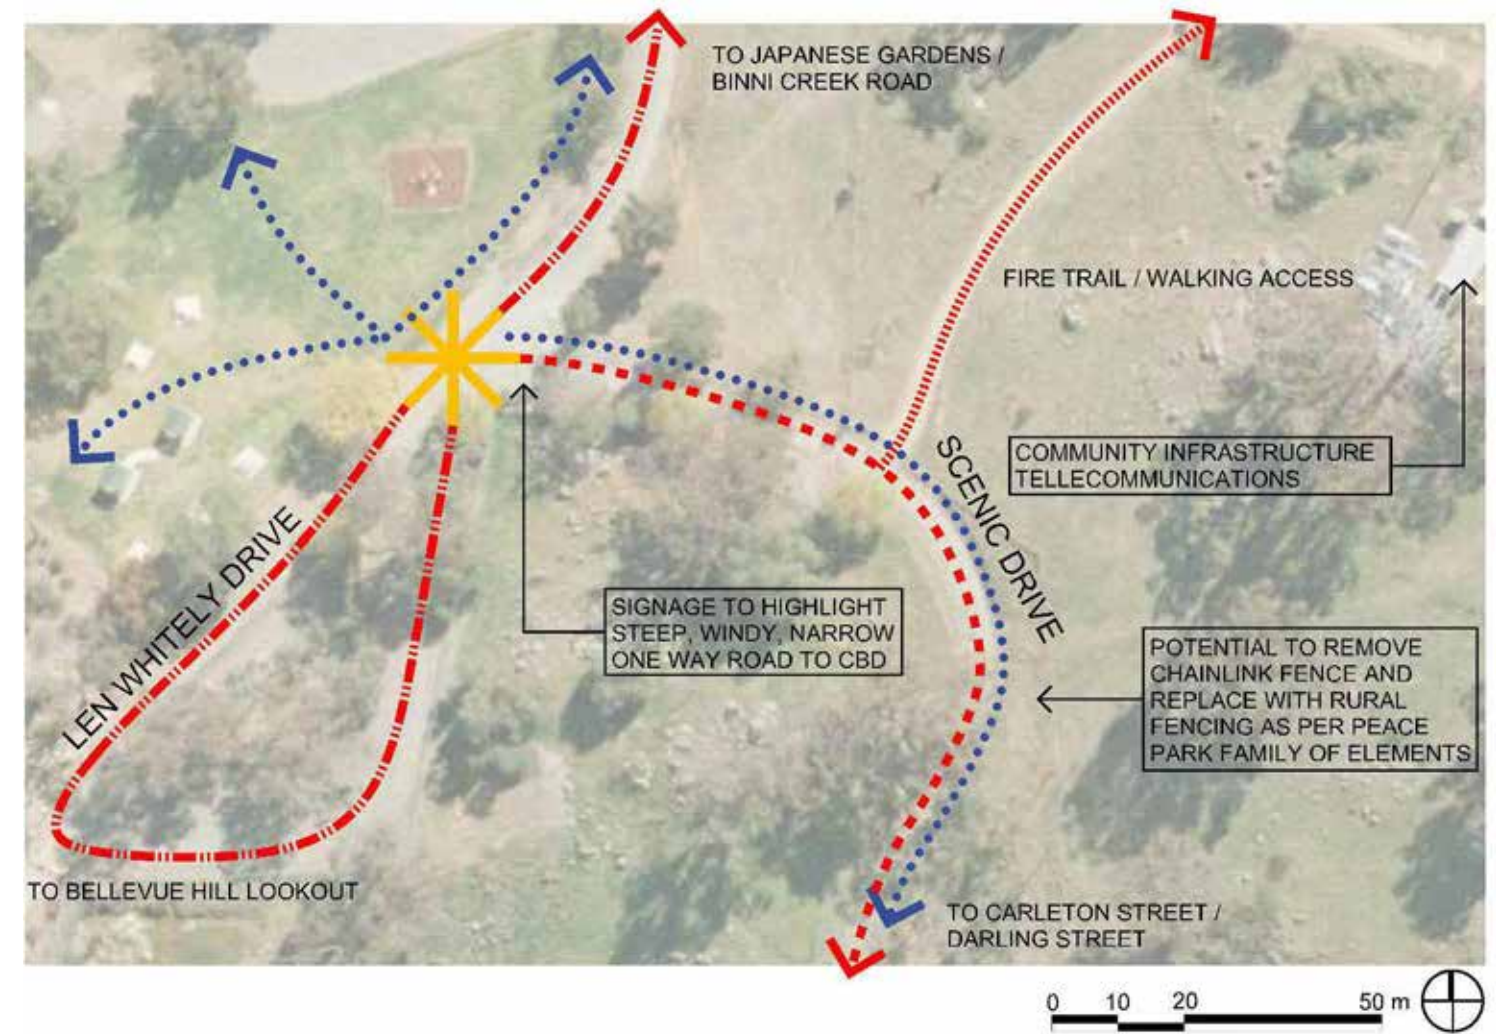 TO JAPANESE GARDENS /
BINNI CREEK ROAD
FIRE TRAIL / WALKING ACCESS
COMMUNITY INFRASTRUCTURE
TELLECOMMUNICATIONS
SCENIC DRIVE
LEN WHITELY DRIVE
SIGNAGE TO HIGHLIGHT
STEEP, WINDY, NARROW
ONE WAY ROAD TO CBD
POTENTIAL TO REMOVE
CHAINLINK FENCE AND
REPLACE WITH RURAL
FENCING AS PER PEACE
PARK FAMILY OF ELEMENTS
TO BELLEVUE HILL LOOKOUT
TO CARLETON STREET /
DARLING STREET
0 10 20 50 m